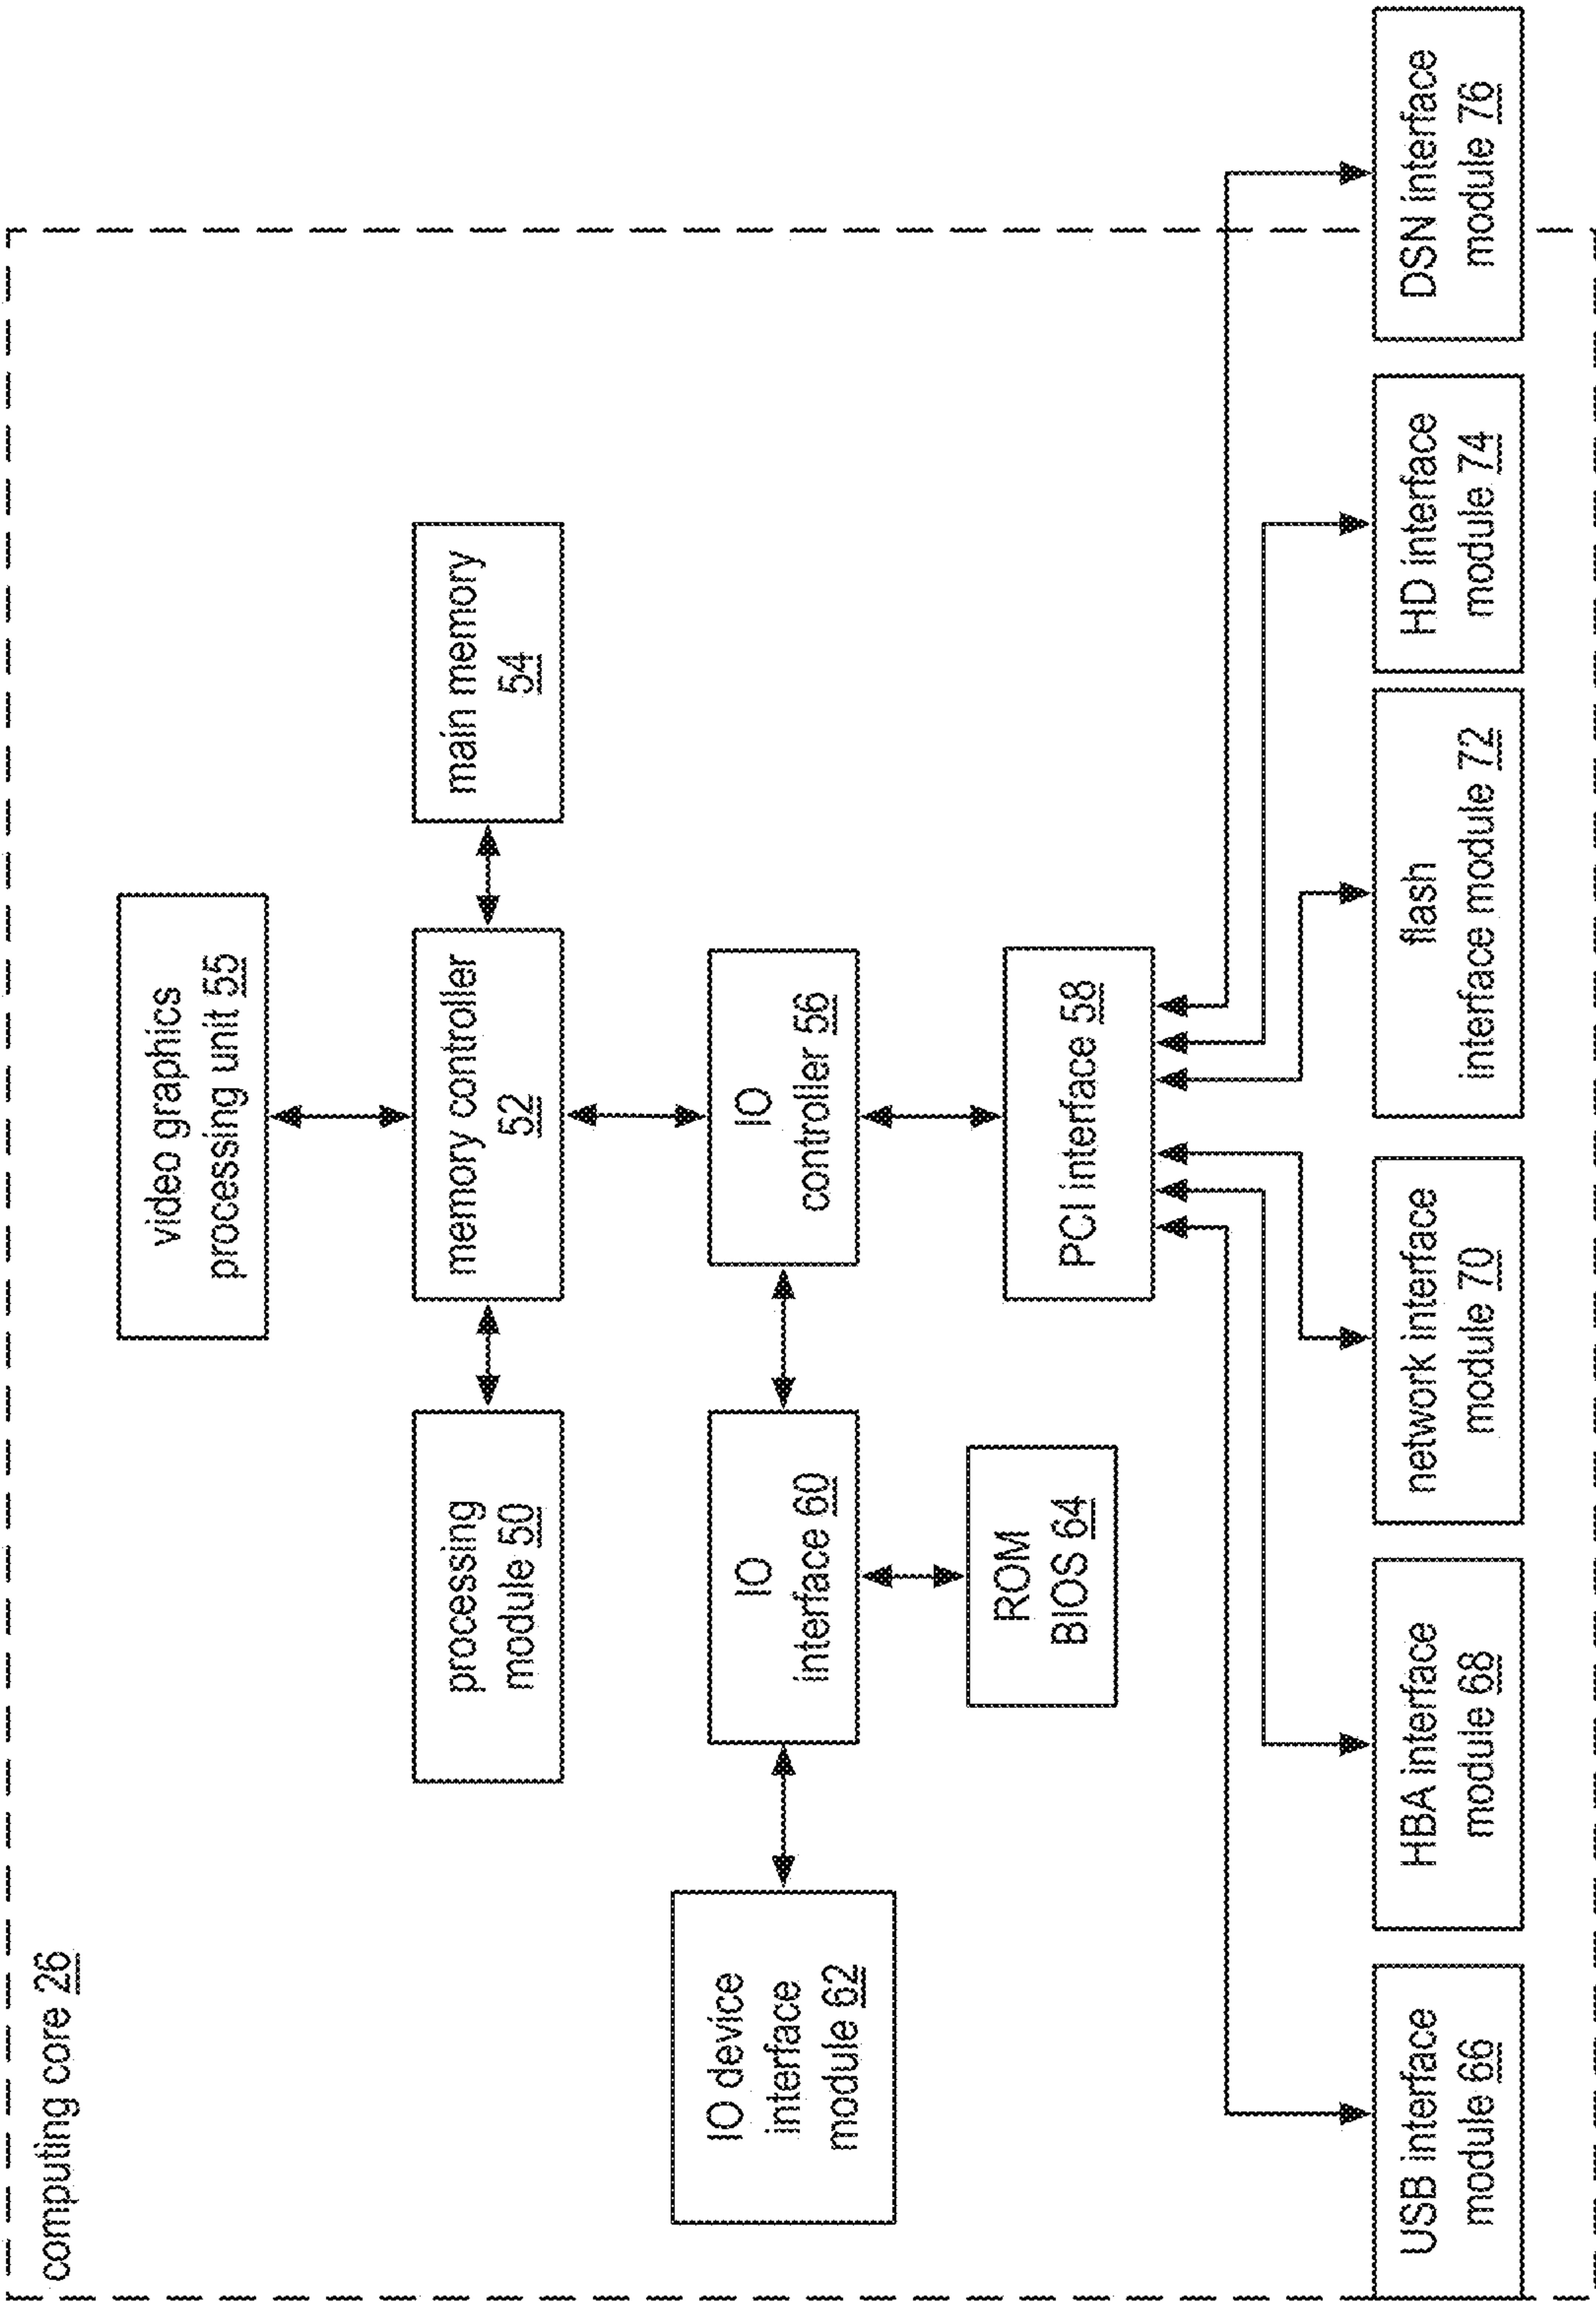 computing core 26
video graphics
processing unit 55
processing
module 50
memory controller
52
main memory
54
IO device
interface
module 62
IO
interface 60
IO
controller 56
ROM
BIOS 64
PCI interface 58
USB interface
module 66
HBA interface
module 68
network interface
module 70
flash
interface module 72
HD interface
module 74
DSN interface
module 76